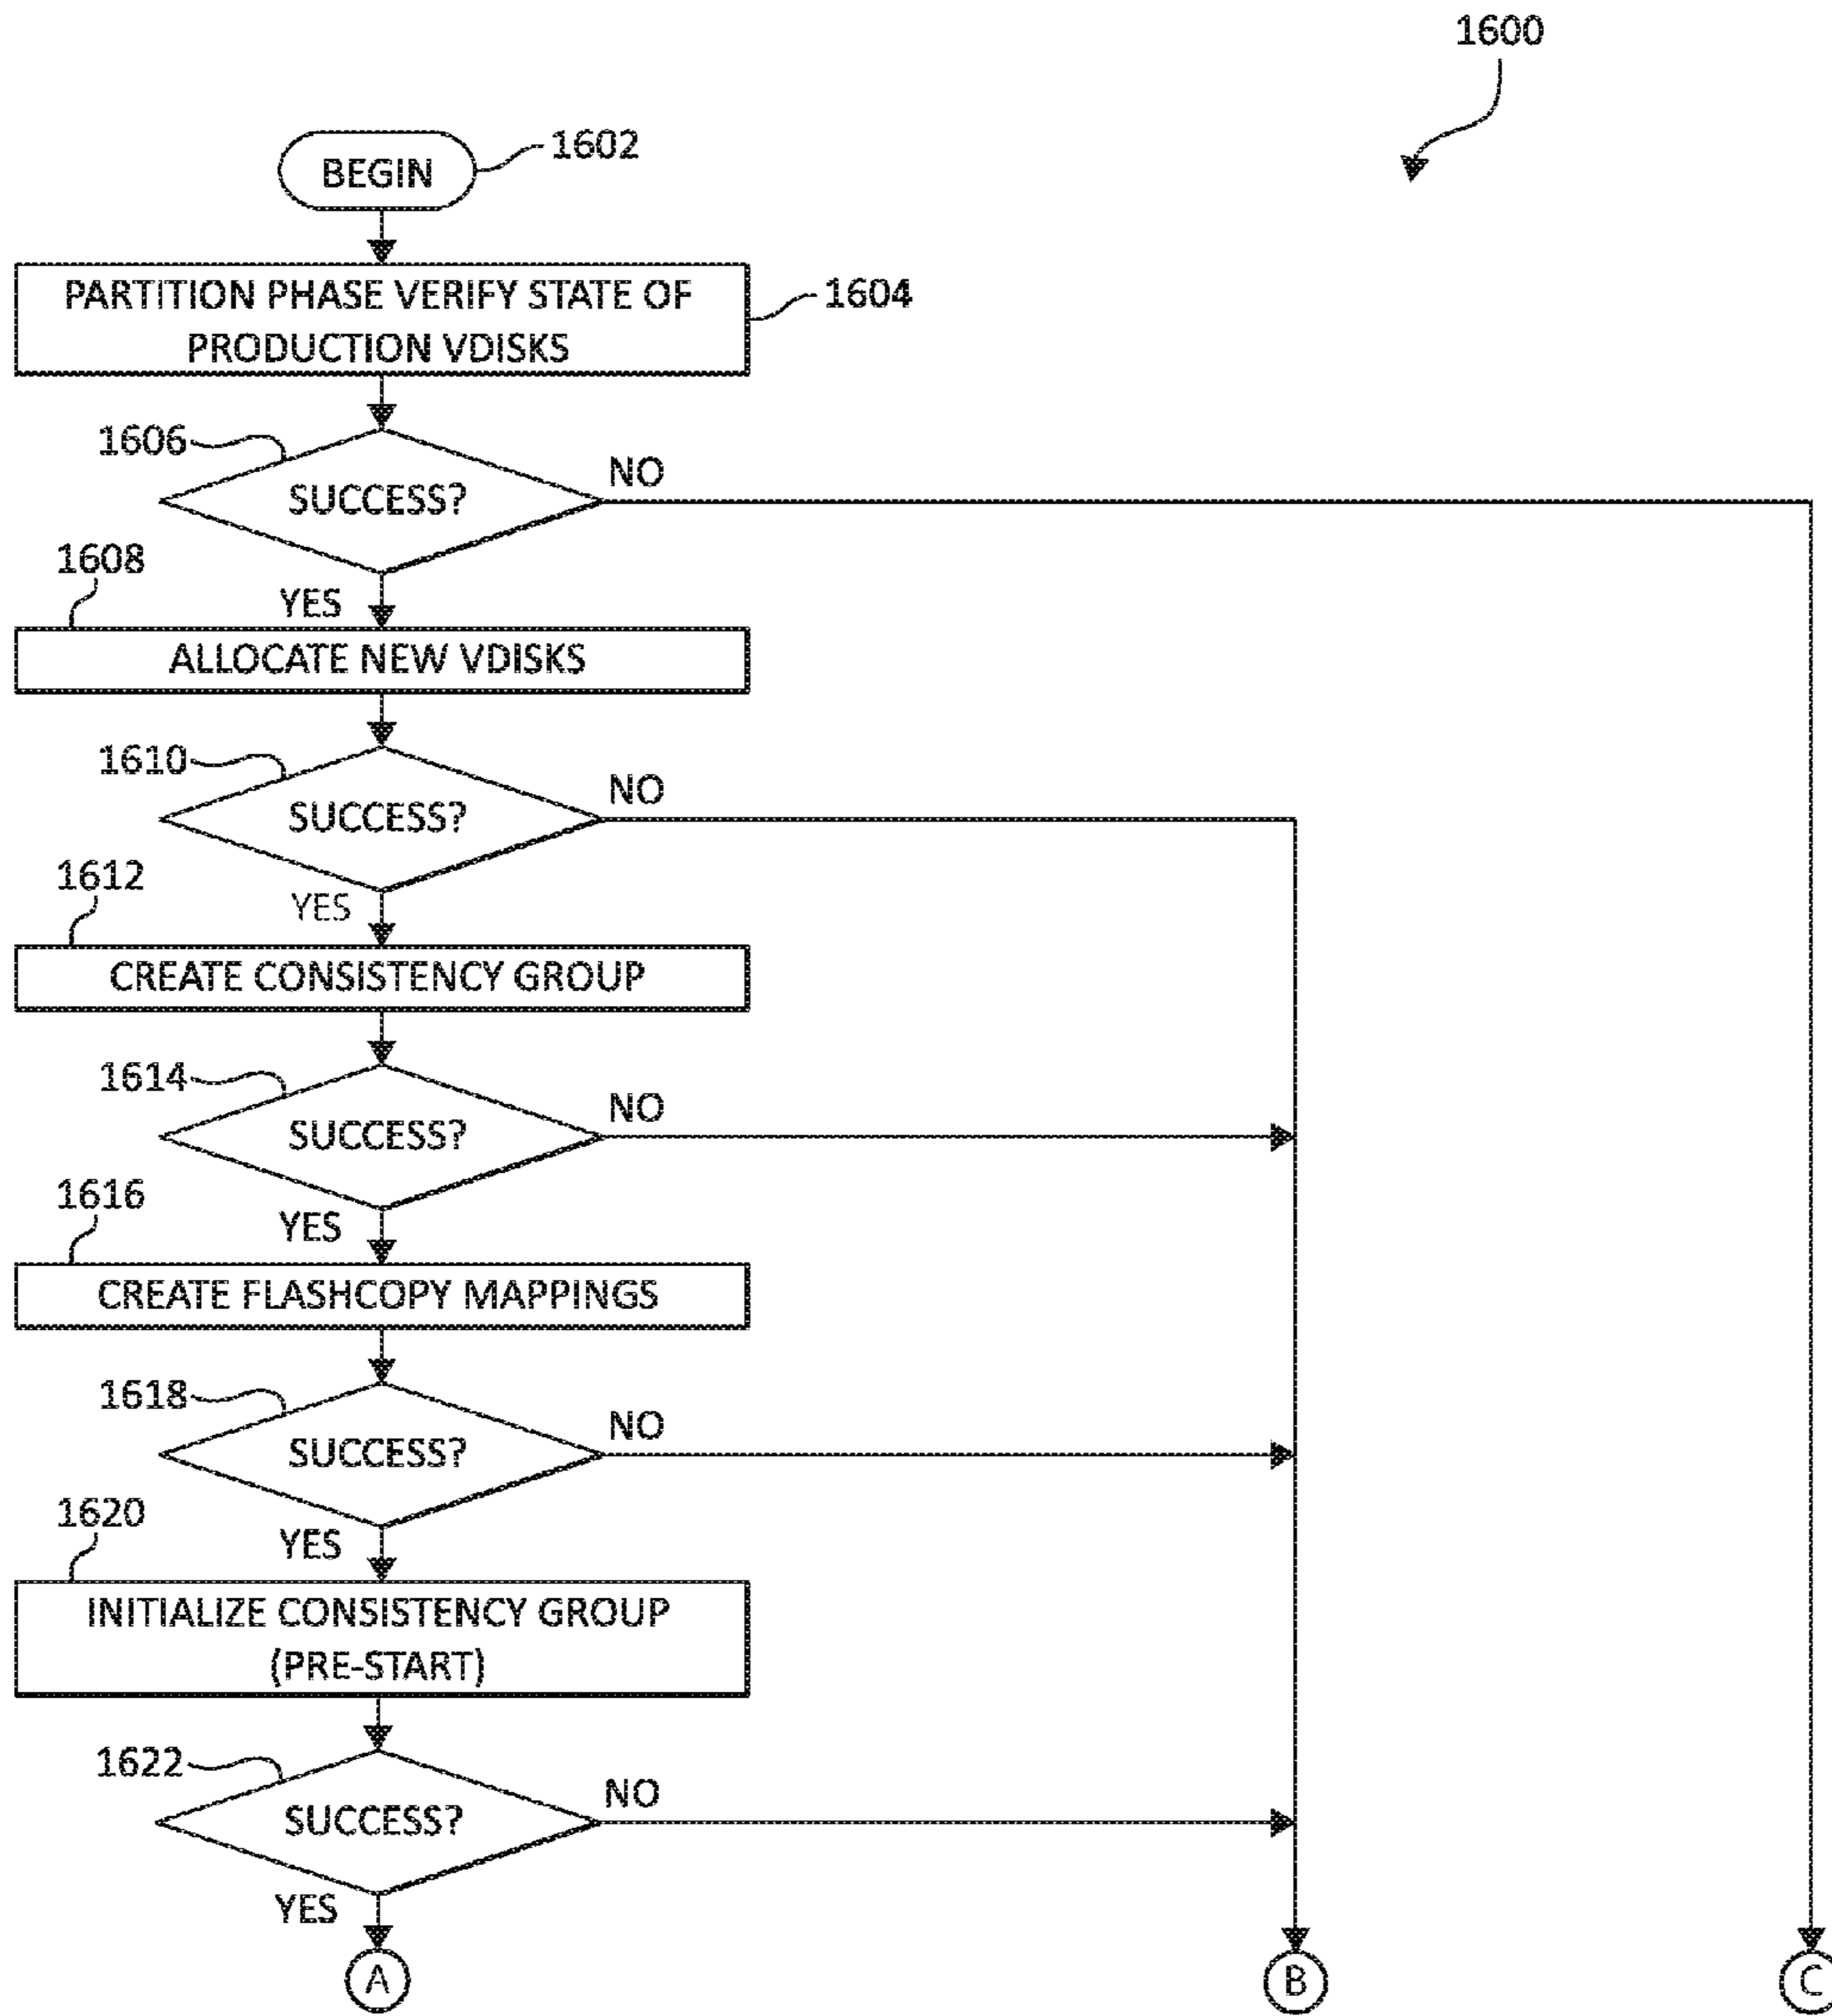 1600
BEGIN
1602
PARTITION PHASE VERIFY STATE OF
PRODUCTION VDISKS
1604
1606
SUCCESS?
NO
YES
1608
ALLOCATE NEW VDISKS
1610
SUCCESS?
NO
YES
1612
CREATE CONSISTENCY GROUP
1614
SUCCESS?
NO
YES
1616
CREATE FLASHCOPY MAPPINGS
1618
SUCCESS?
NO
YES
1620
INITIALIZE CONSISTENCY GROUP
(PRE-START)
1622
SUCCESS?
NO
YES
A
B
C